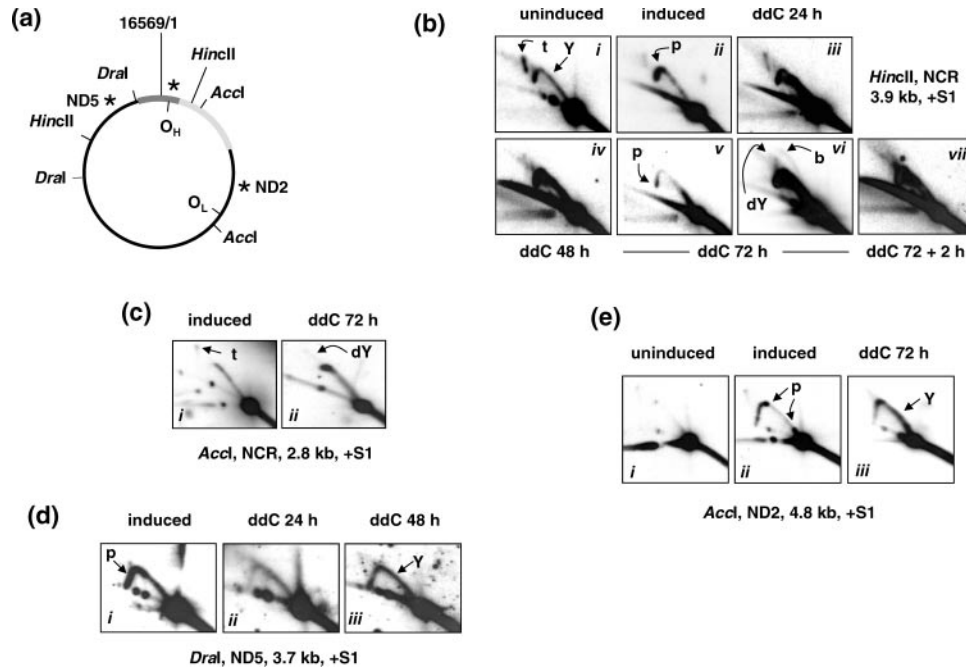 (a)
16569/1
HincII
DraI
*
AccI
ND5 *
OH
HincII
DraI
* ND2
OL
AccI
(b)
uninduced induced ddC 24 h
t Y i p ii iii
HincII, NCR
3.9 kb, +S1
iv p v vi b vii
dY
ddC 48 h ddC 72 h ddC 72 + 2 h
(c)
induced ddC 72 h
t dY
i ii
AccI, NCR, 2.8 kb, +S1
(e)
uninduced induced ddC 72 h
p Y
i ii iii
AccI, ND2, 4.8 kb, +S1
(d)
induced ddC 24 h ddC 48 h
p Y
i ii iii
DraI, ND5, 3.7 kb, +S1